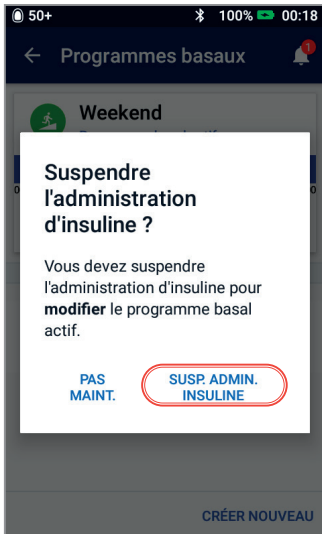 50+ 100% 00:18
Programmes basaux 1
Weekend
Suspendre
l'administration
d'insuline ?
Vous devez suspendre
l'administration d'insuline pour
modifier le programme basal
actif.
PAS SUSP. ADMIN.
MAINT. INSULINE
CRÉER NOUVEAU